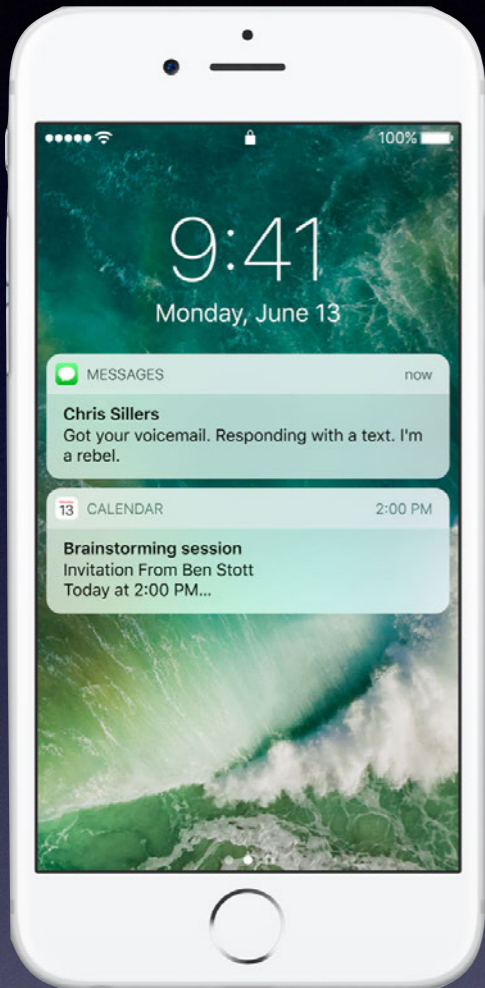 100%
9:41
Monday, June 13
MESSAGES now
Chris Sillers
Got your voicemail. Responding with a text. I'm
a rebel.
13 CALENDAR 2:00 PM
Brainstorming session
Invitation From Ben Stott
Today at 2:00 PM...